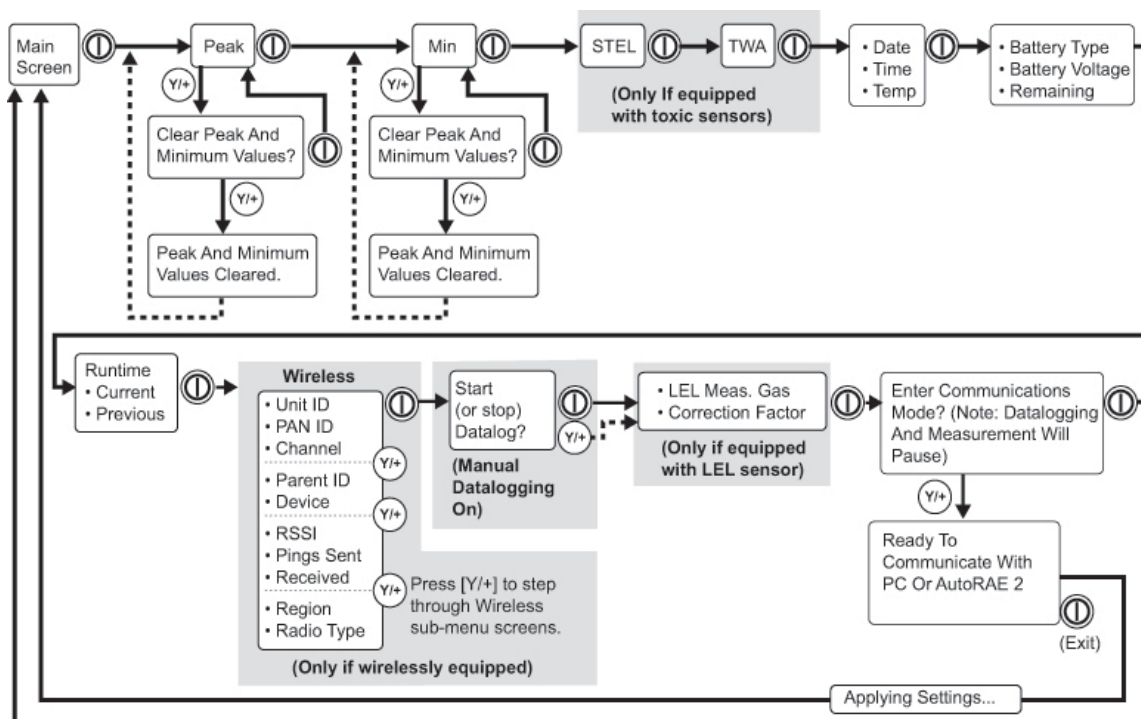 Main
Screen
Peak
Min
STEL
TWA
• Date
• Time
• Temp
• Battery Type
• Battery Voltage
• Remaining
Y/+
Y/+
(Only If equipped
with toxic sensors)
Clear Peak And
Minimum Values?
Clear Peak And
Minimum Values?
Y/+
Y/+
Peak And Minimum
Values Cleared.
Peak And Minimum
Values Cleared.
Runtime
• Current
• Previous
Wireless
• Unit ID
• PAN ID
• Channel
Y/+
• Parent ID
• Device
Y/+
• RSSI
• Pings Sent
• Received
Y/+
• Region
• Radio Type
Press [Y/+] to step
through Wireless
sub-menu screens.
(Only if wirelessly equipped)
Start
(or stop)
Datalog?
Y/+
(Manual
Datalogging
On)
• LEL Meas. Gas
• Correction Factor
(Only if equipped
with LEL sensor)
Enter Communications
Mode? (Note: Datalogging
And Measurement Will
Pause)
Y/+
Ready To
Communicate With
PC Or AutoRAE 2
(Exit)
Applying Settings...